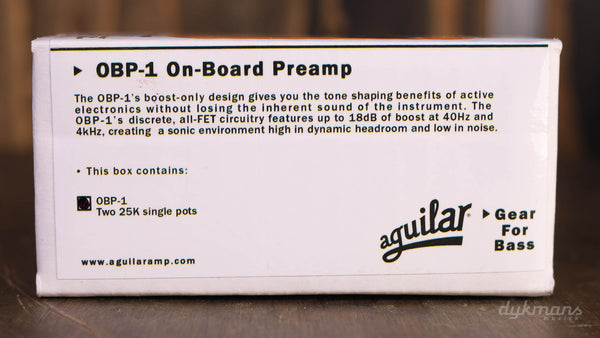 OBP-1 On-Board Preamp
The OBP-1's boost-only design gives you the tone shaping benefits of active
electronics without losing the inherent sound of the instrument. The
OBP-1's discrete, all-FET circuitry features up to 18dB of boost at 40Hz and
4kHz, creating a sonic environment high in dynamic headroom and low in noise.
• This box contains:
OBP-1
Two 25K single pots
aguilar®
Gear
For
Bass
www.aguilaramp.com
dykmans